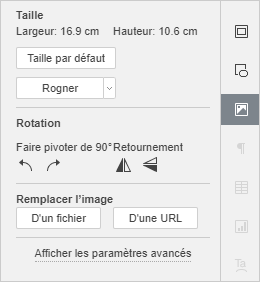 Taille
Largeur: 16.9 cm Hauteur: 10.6 cm
Taille par défaut
Rogner
Rotation
Faire pivoter de 90° Retournement
Remplacer l'image
D'un fichier D'une URL
Afficher les paramètres avancés